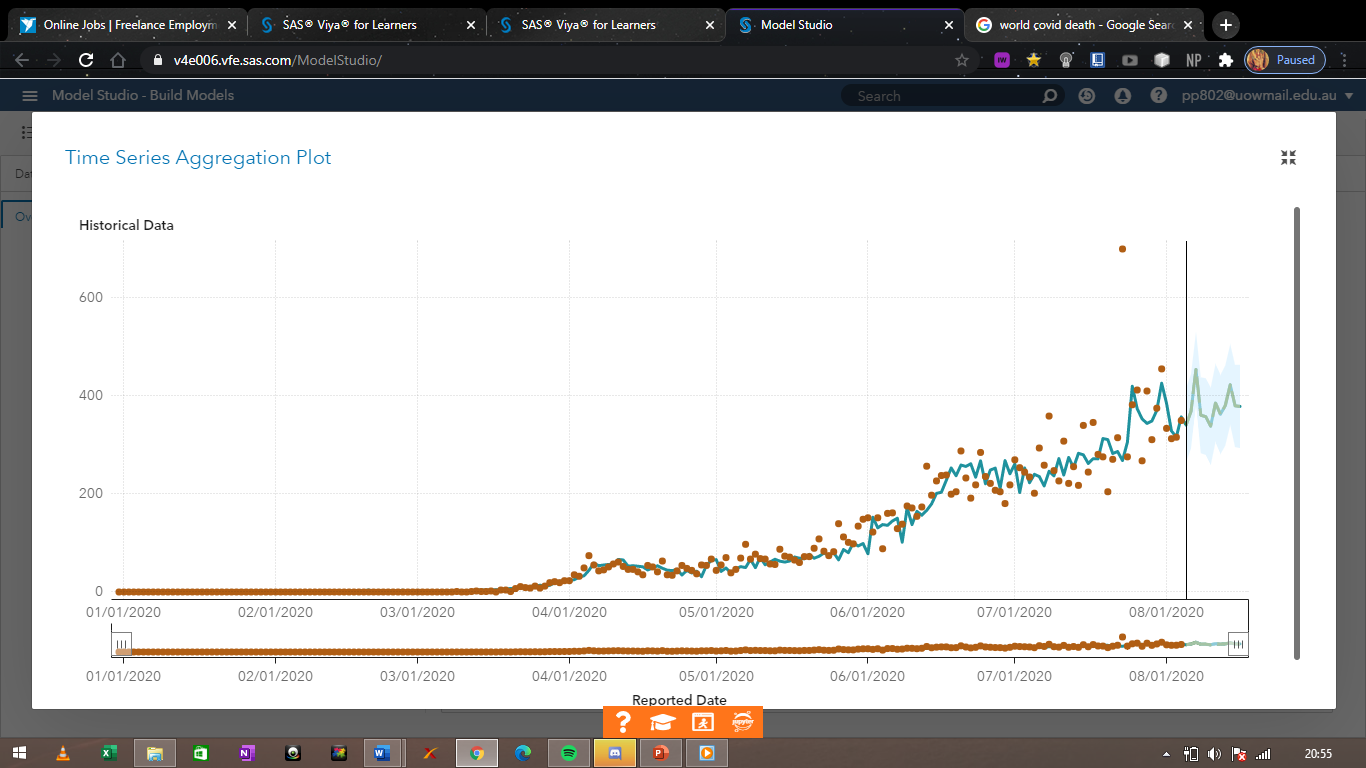 Online Jobs | Freelance Employm
SAS® Viya® for Learners
SAS® Viya® for Learners
Model Studio
world covid death - Google Sear
v4e006.vfe.sas.com/ModelStudio/
NP
Paused
Model Studio - Build Models
Search
pp802@uowmail.edu.au
Dat
Ov
Time Series Aggregation Plot
Historical Data
600
400
200
0
01/01/2020 02/01/2020 03/01/2020 04/01/2020 05/01/2020 06/01/2020 07/01/2020 08/01/2020
01/01/2020 02/01/2020 03/01/2020 04/01/2020 05/01/2020 06/01/2020 07/01/2020 08/01/2020
Reported Date
jupyter
20:55